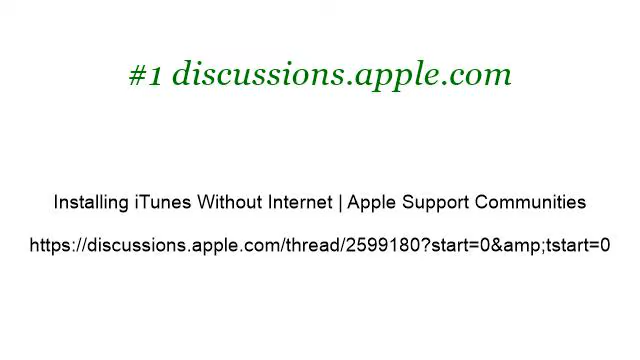 #1 discussions.apple.com
Installing iTunes Without Internet | Apple Support Communities
https://discussions.apple.com/thread/2599180?start=0&amp;tstart=0